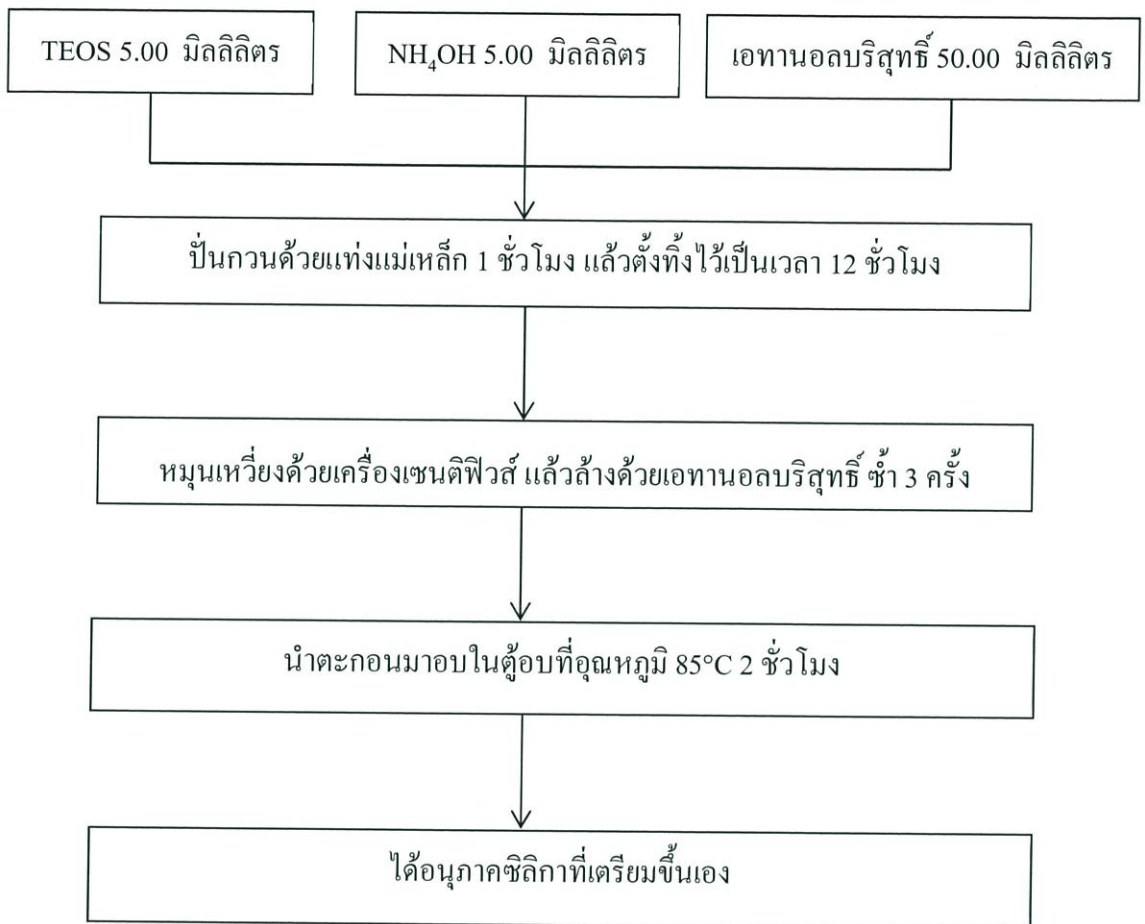 TEOS 5.00 มิลลิลิตร
NH₄OH 5.00 มิลลิลิตร
เอทานอลบริสุทธิ์ 50.00 มิลลิลิตร
ปั่นกวนด้วยแท่งแม่เหล็ก 1 ชั่วโมง แล้วตั้งทิ้งไว้เป็นเวลา 12 ชั่วโมง
หมุนเหวี่ยงด้วยเครื่องเซนติฟิวส์ แล้วล้างด้วยเอทานอลบริสุทธิ์ ซ้ำ 3 ครั้ง
นำตะกอนมาอบในตู้อบที่อุณหภูมิ 85°C 2 ชั่วโมง
ได้อนุภาคซิลิกาที่เตรียมขึ้นเอง